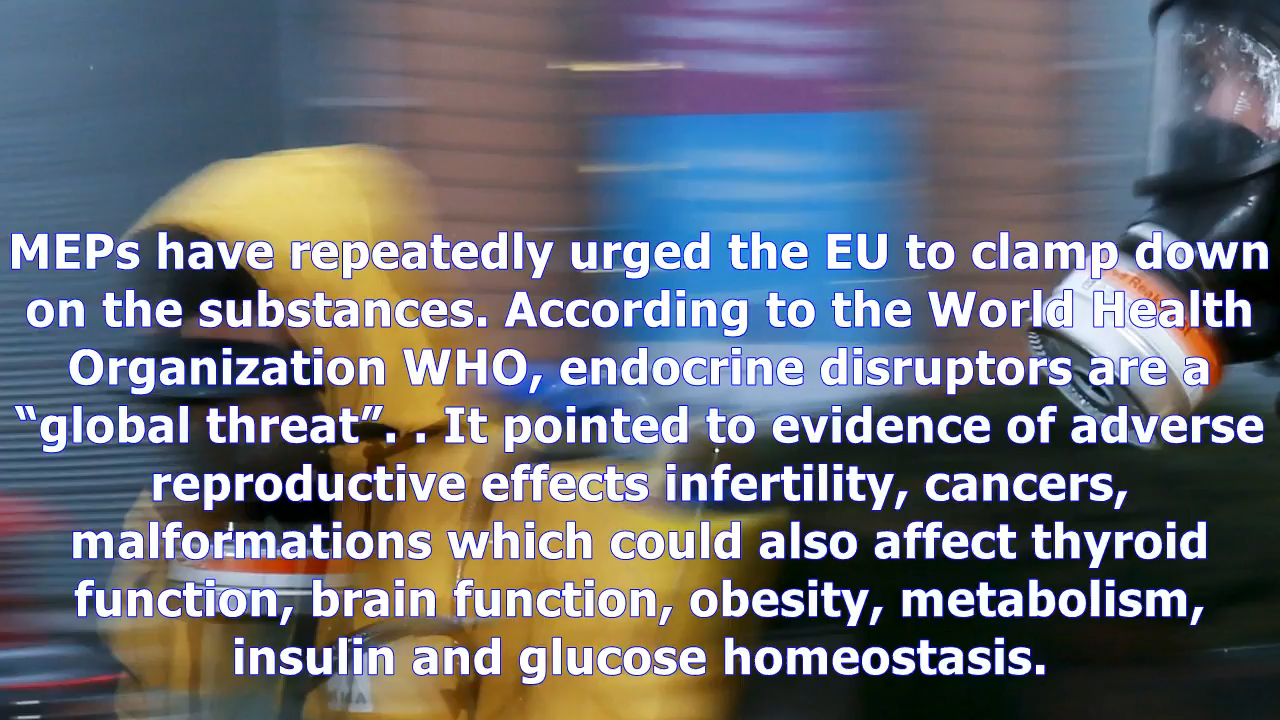 MEPs have repeatedly urged the EU to clamp down
on the substances. According to the World Health
Organization WHO, endocrine disruptors are a
“global threat”. . It pointed to evidence of adverse
reproductive effects infertility, cancers,
malformations which could also affect thyroid
function, brain function, obesity, metabolism,
insulin and glucose homeostasis.